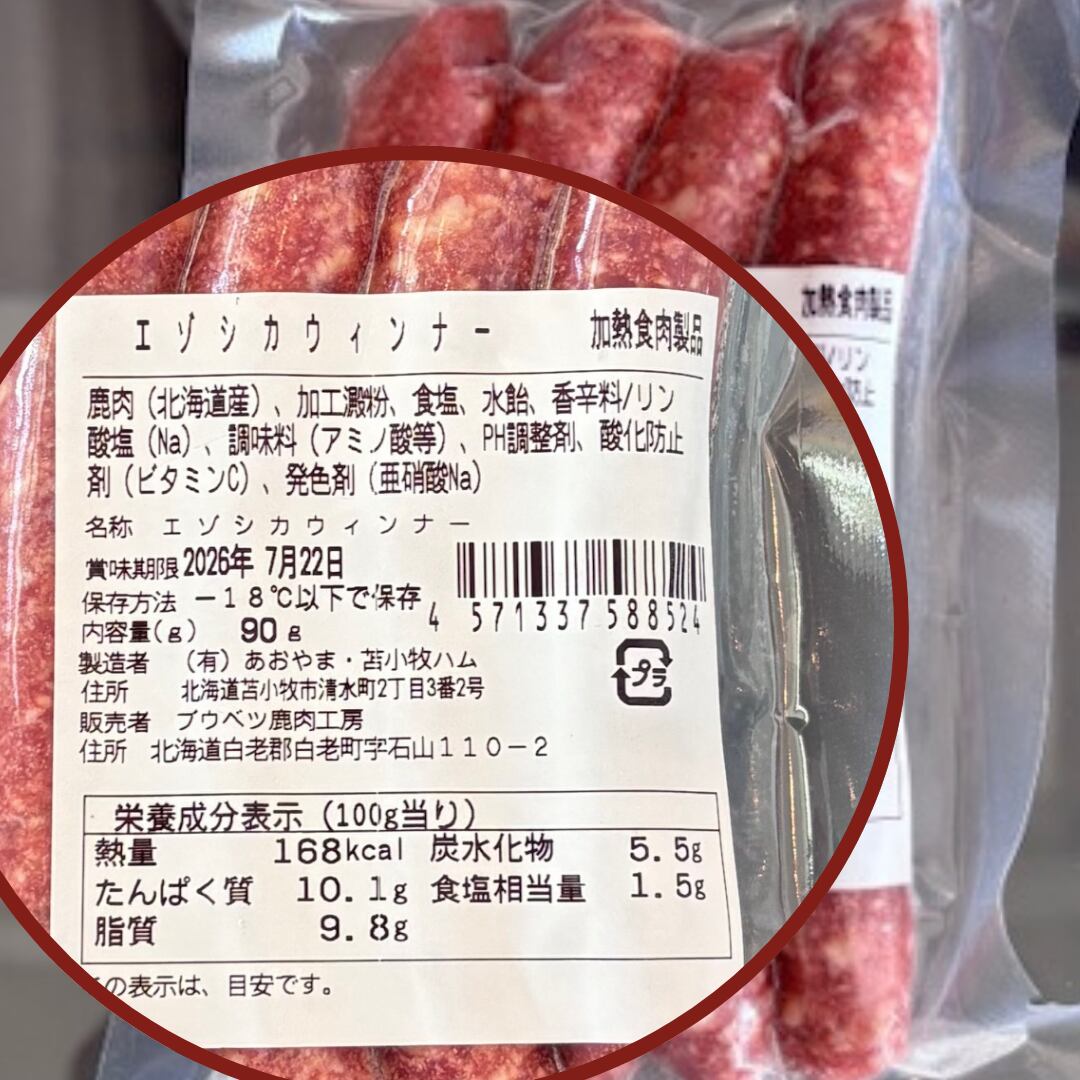 エゾシカウィンナー 加熱食肉製品
鹿肉（北海道産）、加工澱粉、食塩、水飴、香辛料/リン
酸塩（Na）、調味料（アミノ酸等）、PH調整剤、酸化防止
剤（ビタミンC）、発色剤（亜硝酸Na）
名称 エゾシカウィンナー
賞味期限 2026年 7月22日
保存方法 －１８℃以下で保存
4 571337 588524
内容量(g) 90g
プラ
製造者 （有）あおやま・苫小牧ハム
住所 北海道苫小牧市清水町2丁目3番2号
販売者 ブウベツ鹿肉工房
住所 北海道白老郡白老町字石山１１０－２
栄養成分表示（100g当り）
熱量 168kcal 炭水化物 5.5g
たんぱく質 10.1g 食塩相当量 1.5g
脂質 9.8g
の表示は、目安です。
加熱食肉製品
リン
防止